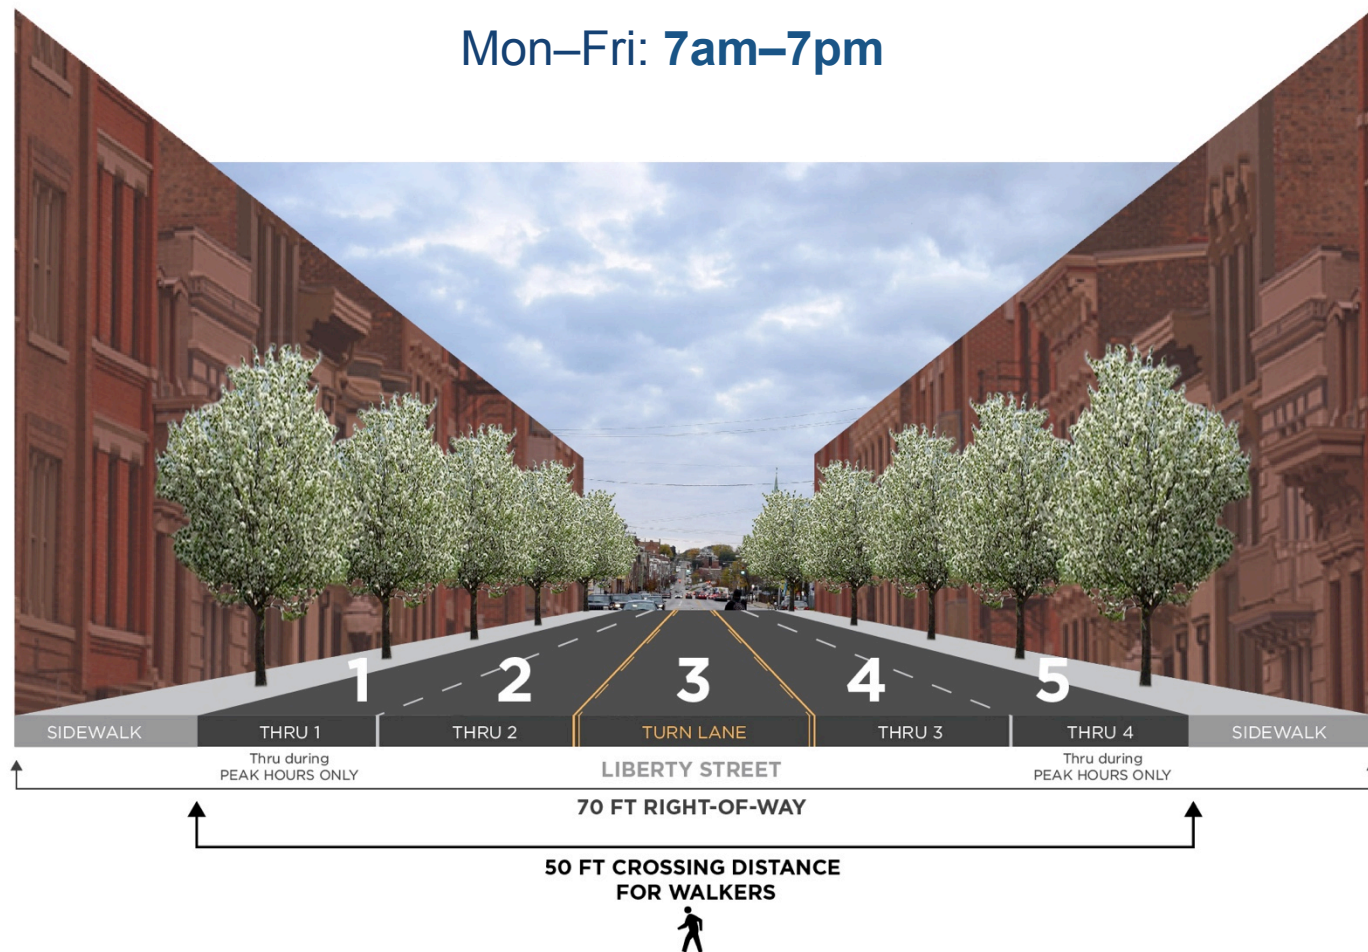 Mon–Fri: 7am–7pm
1 2 3 4 5
SIDEWALK THRU 1 THRU 2 TURN LANE THRU 3 THRU 4 SIDEWALK
Thru during
PEAK HOURS ONLY
LIBERTY STREET
Thru during
PEAK HOURS ONLY
70 FT RIGHT-OF-WAY
50 FT CROSSING DISTANCE
FOR WALKERS